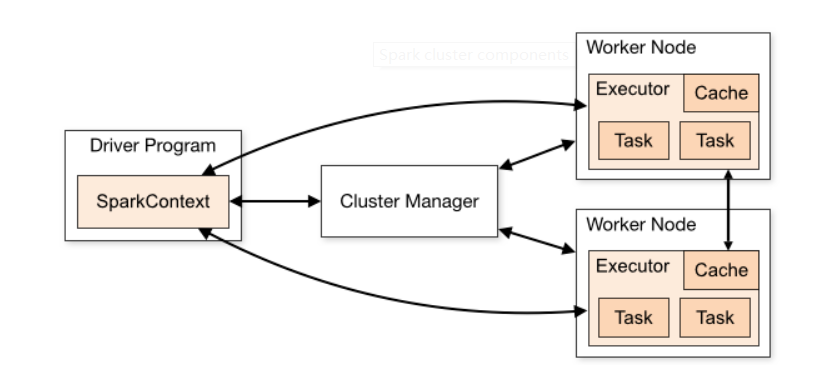 Spark cluster components
Driver Program
SparkContext
Cluster Manager
Worker Node
Executor
Cache
Task
Task
Worker Node
Executor
Cache
Task
Task